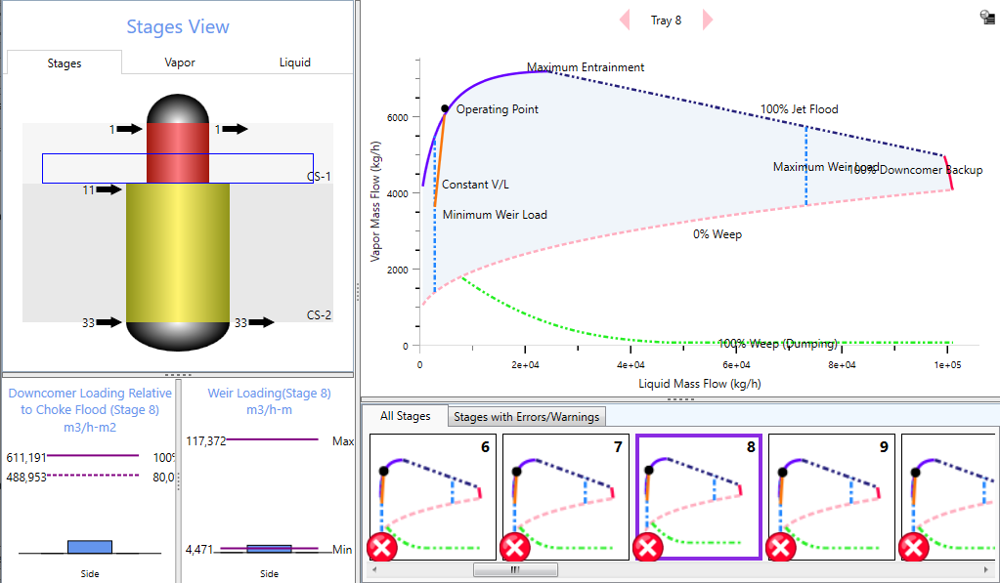 Stages View
Stages
Vapor
Liquid
1
1
CS-1
11
CS-2
33
33
Downcomer Loading Relative
to Choke Flood (Stage 8)
m3/h-m2
611,191
100%
488,953
80,0
Side
Weir Loading(Stage 8)
m3/h-m
117,372
Max
4,471
Min
Side
Tray 8
Maximum Entrainment
Operating Point
100% Jet Flood
Maximum Weir Load
100% Downcomer Backup
Constant V/L
Minimum Weir Load
0% Weep
100% Weep (Dumping)
Vapor Mass Flow (kg/h)
6000
4000
2000
0
0
2e+04
4e+04
6e+04
8e+04
1e+05
Liquid Mass Flow (kg/h)
All Stages
Stages with Errors/Warnings
6
7
8
9